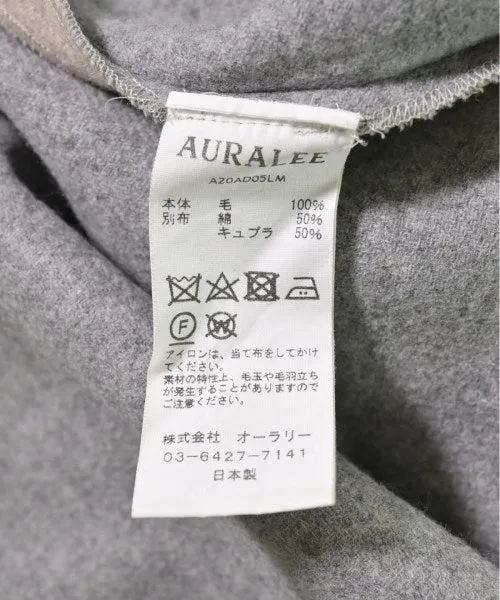 AURALEE
A20AD05LM
本体 毛 100%
別布 綿 50%
キュプラ 50%
F W
アイロンは、当て布をしてかけ
てください。
素材の特性上、毛玉や毛羽立ち
が発生することがありますので
ご注意ください。
株式会社 オーラリー
03-6427-7141
日本製